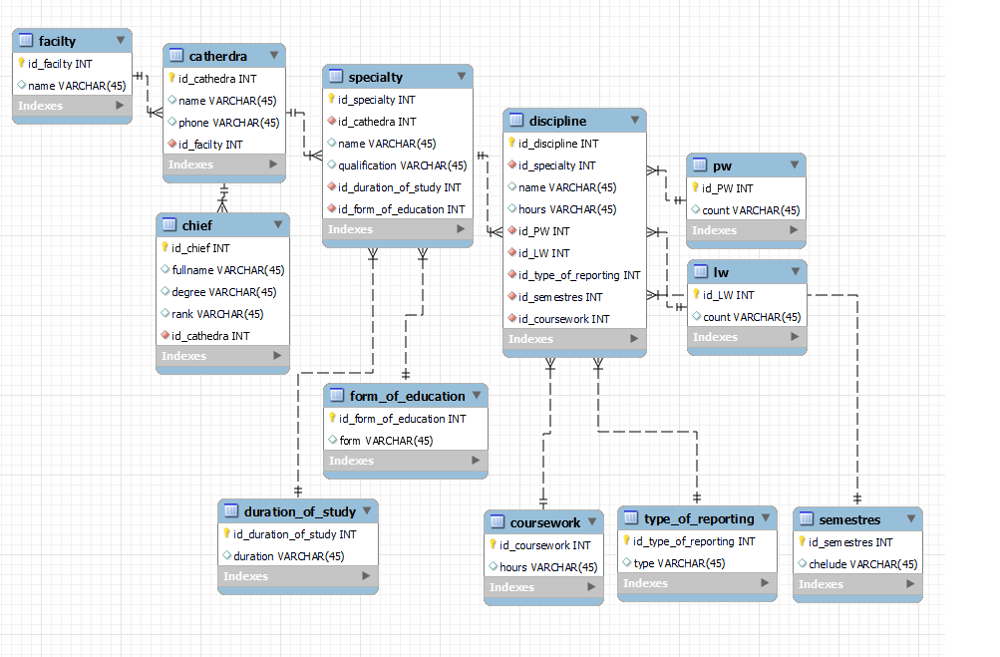 facilty
id_facilty INT
name VARCHAR(45)
Indexes
catherdra
id_cathedra INT
name VARCHAR(45)
phone VARCHAR(45)
id_facilty INT
Indexes
specialty
id_specialty INT
id_cathedra INT
name VARCHAR(45)
qualification VARCHAR(45)
id_duration_of_study INT
id_form_of_education INT
Indexes
discipline
id_discipline INT
id_specialty INT
name VARCHAR(45)
hours VARCHAR(45)
id_PW INT
id_LW INT
id_type_of_reporting INT
id_semestres INT
id_coursework INT
Indexes
pw
id_PW INT
count VARCHAR(45)
Indexes
chief
id_chief INT
fullname VARCHAR(45)
degree VARCHAR(45)
rank VARCHAR(45)
id_cathedra INT
Indexes
lw
id_LW INT
count VARCHAR(45)
Indexes
form_of_education
id_form_of_education INT
form VARCHAR(45)
Indexes
duration_of_study
id_duration_of_study INT
duration VARCHAR(45)
Indexes
coursework
id_coursework INT
hours VARCHAR(45)
Indexes
type_of_reporting
id_type_of_reporting INT
type VARCHAR(45)
Indexes
semestres
id_semestres INT
chelude VARCHAR(45)
Indexes